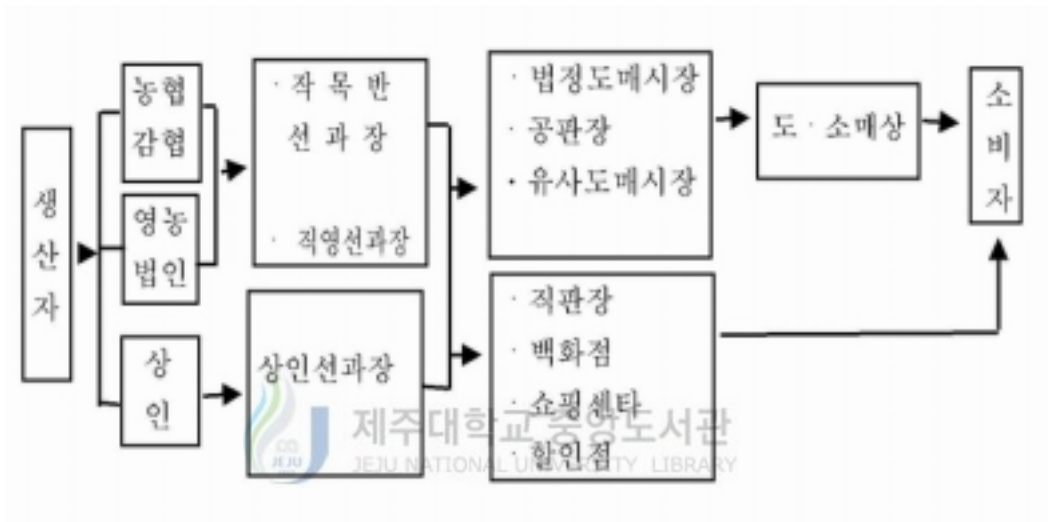 생
산
자
농협
감협
영농
법인
상
인
· 작 목 반
선 과 장
· 직영선과장
상인선과장
· 법정도매시장
· 공관장
· 유사도매시장
· 직판장
· 백화점
· 쇼핑센타
· 할인점
도 · 소매상
소
비
자
제주대학교 중앙도서관
JEJU NATIONAL UNIVERSITY LIBRARY
JEJU